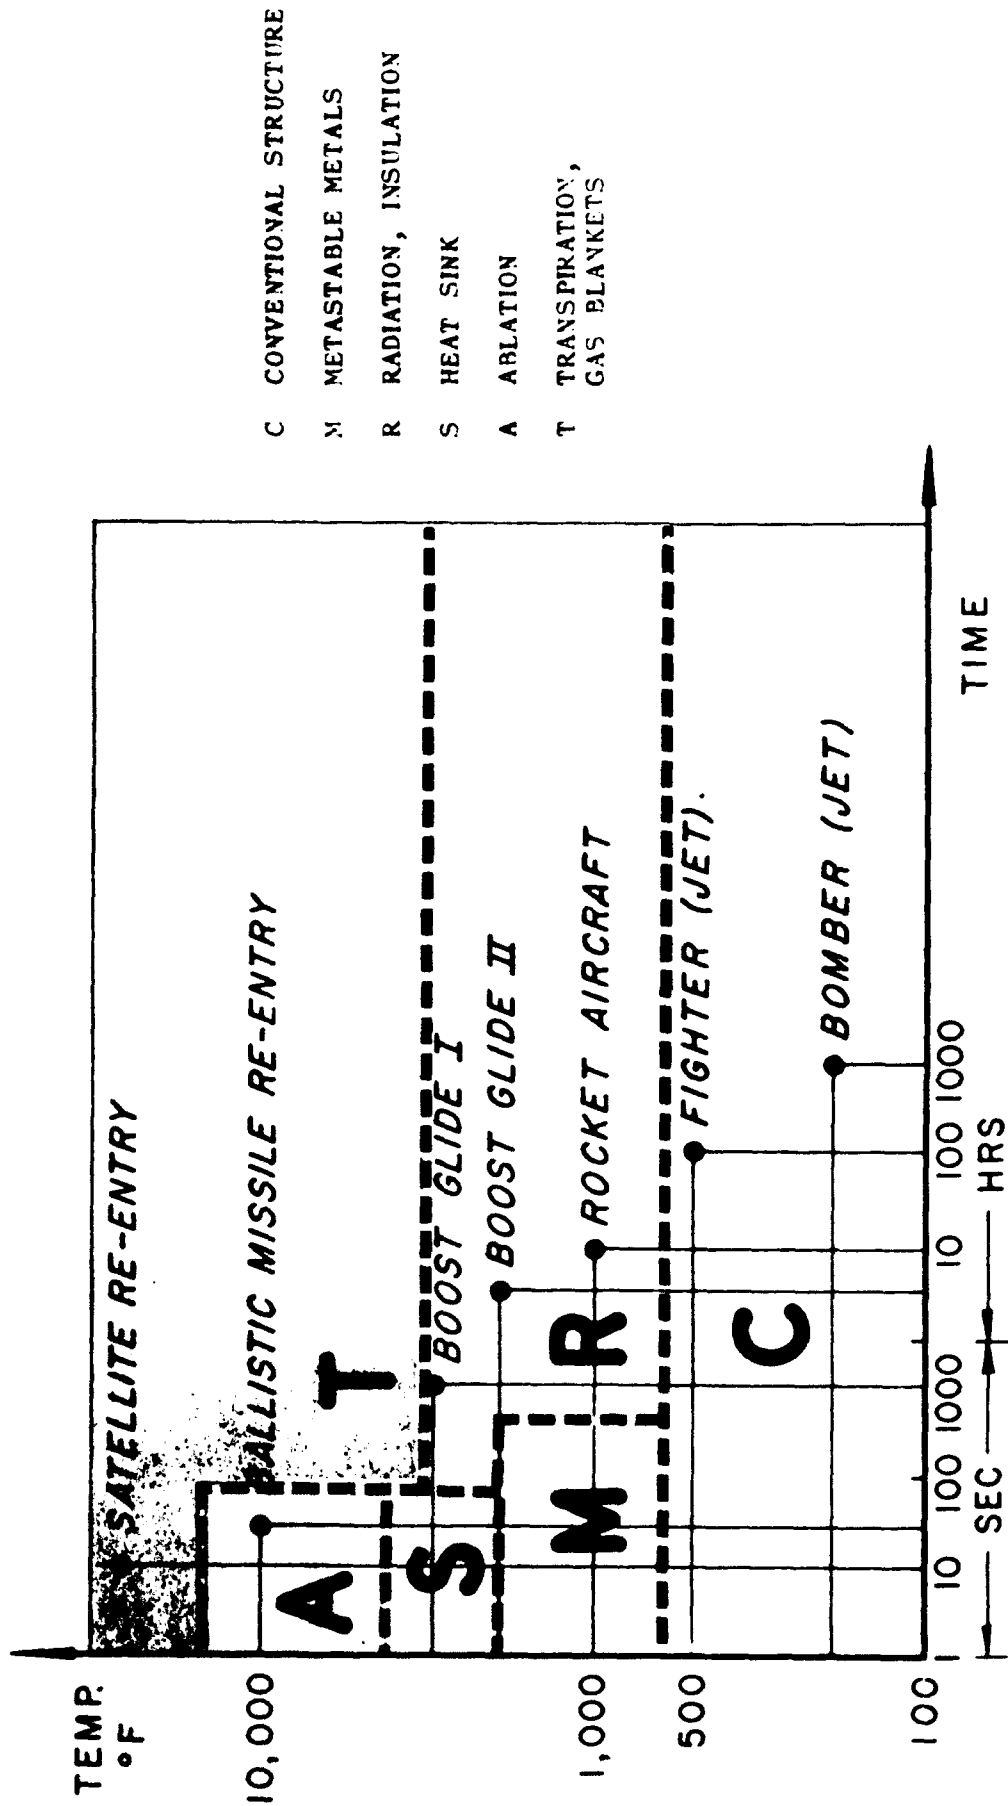 TEMP.
°F
10,000
1,000
500
100
SATELLITE RE-ENTRY
BALLISTIC MISSILE RE-ENTRY
T
A
BOOST GLIDE I
S
BOOST GLIDE II
M
R
ROCKET AIRCRAFT
FIGHTER (JET).
C
BOMBER (JET)
1 10 100 1000 10 100 1000
SEC HRS
TIME
C CONVENTIONAL STRUCTURE
M METASTABLE METALS
R RADIATION, INSULATION
S HEAT SINK
A ABLATION
T TRANSPIRATION,
GAS BLANKETS